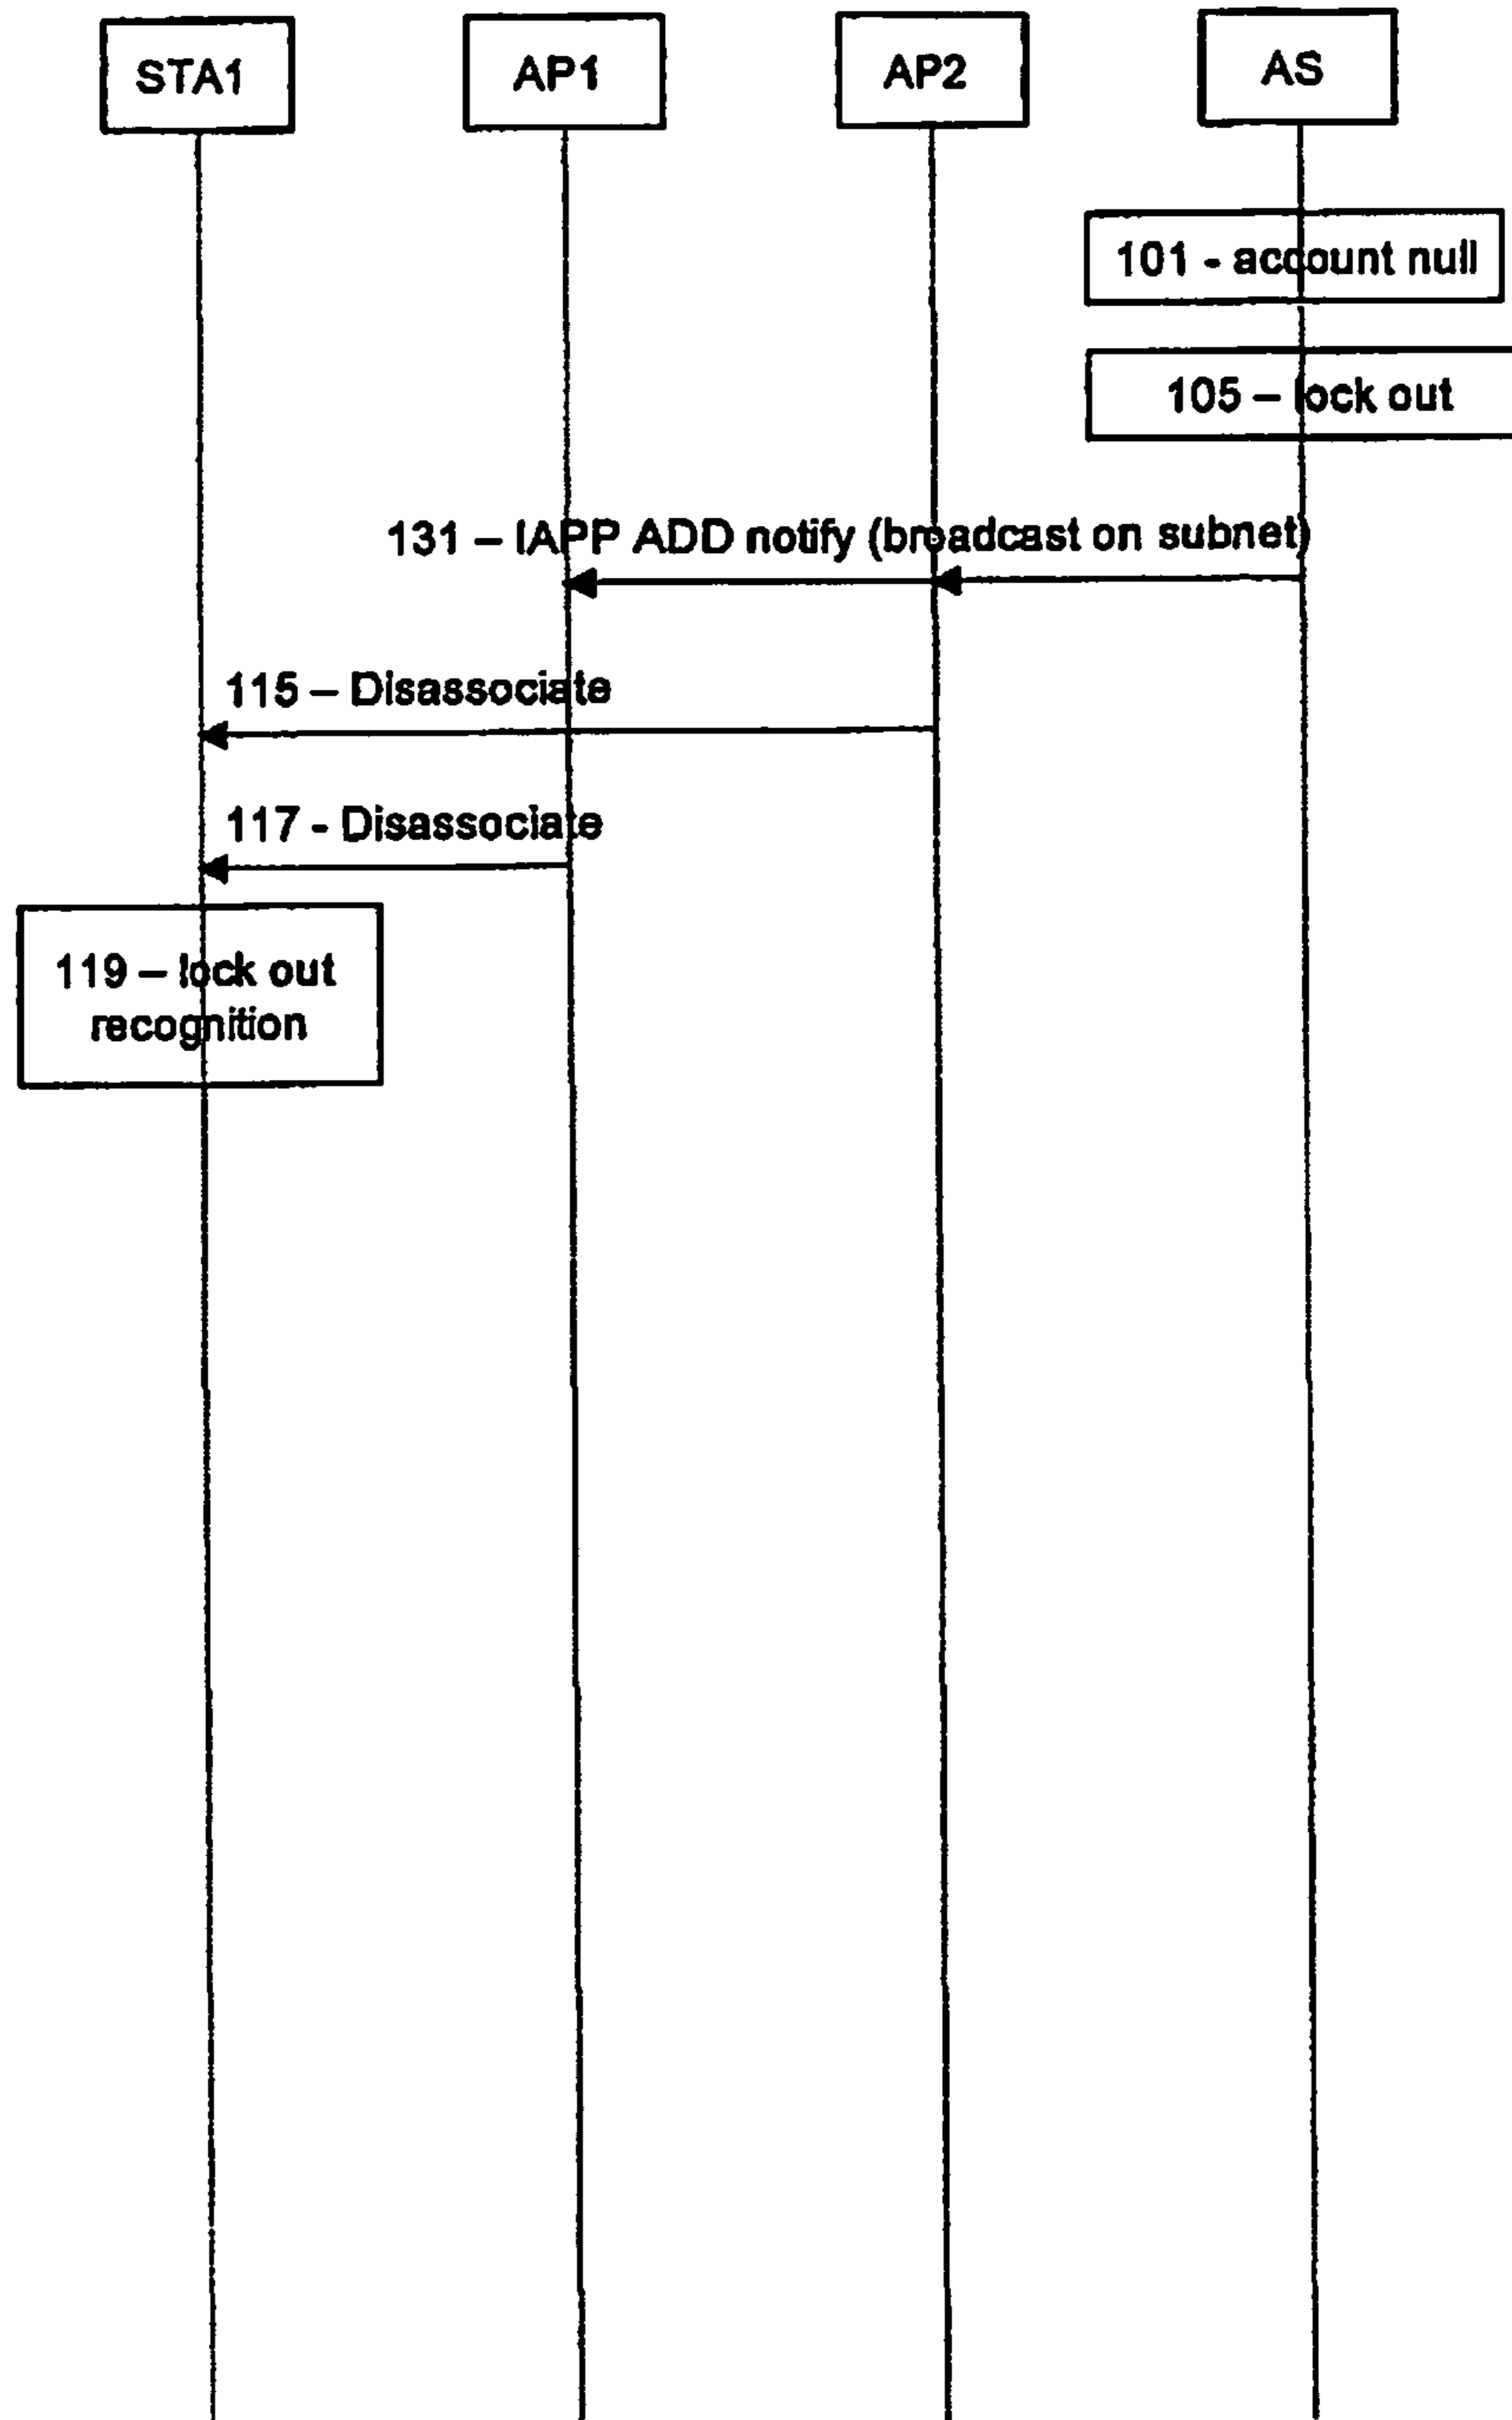 STA1
AP1
AP2
AS
101 - account null
105 – lock out
131 – IAPP ADD notify (broadcast on subnet)
115 – Disassociate
117 - Disassociate
119 – lock out
recognition